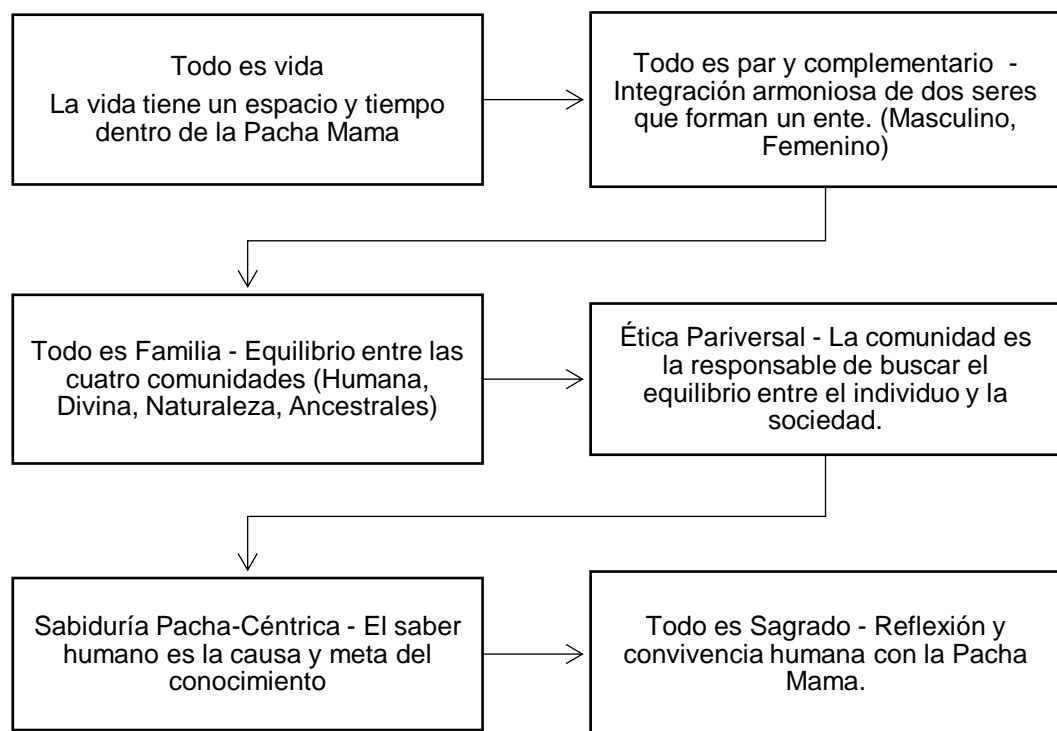 Todo es vida
La vida tiene un espacio y tiempo
dentro de la Pacha Mama
Todo es par y complementario -
Integración armoniosa de dos seres
que forman un ente. (Masculino,
Femenino)
Todo es Familia - Equilibrio entre las
cuatro comunidades (Humana,
Divina, Naturaleza, Ancestrales)
Ética Pariversal - La comunidad es
la responsable de buscar el
equilibrio entre el individuo y la
sociedad.
Sabiduría Pacha-Céntrica - El saber
humano es la causa y meta del
conocimiento
Todo es Sagrado - Reflexión y
convivencia humana con la Pacha
Mama.